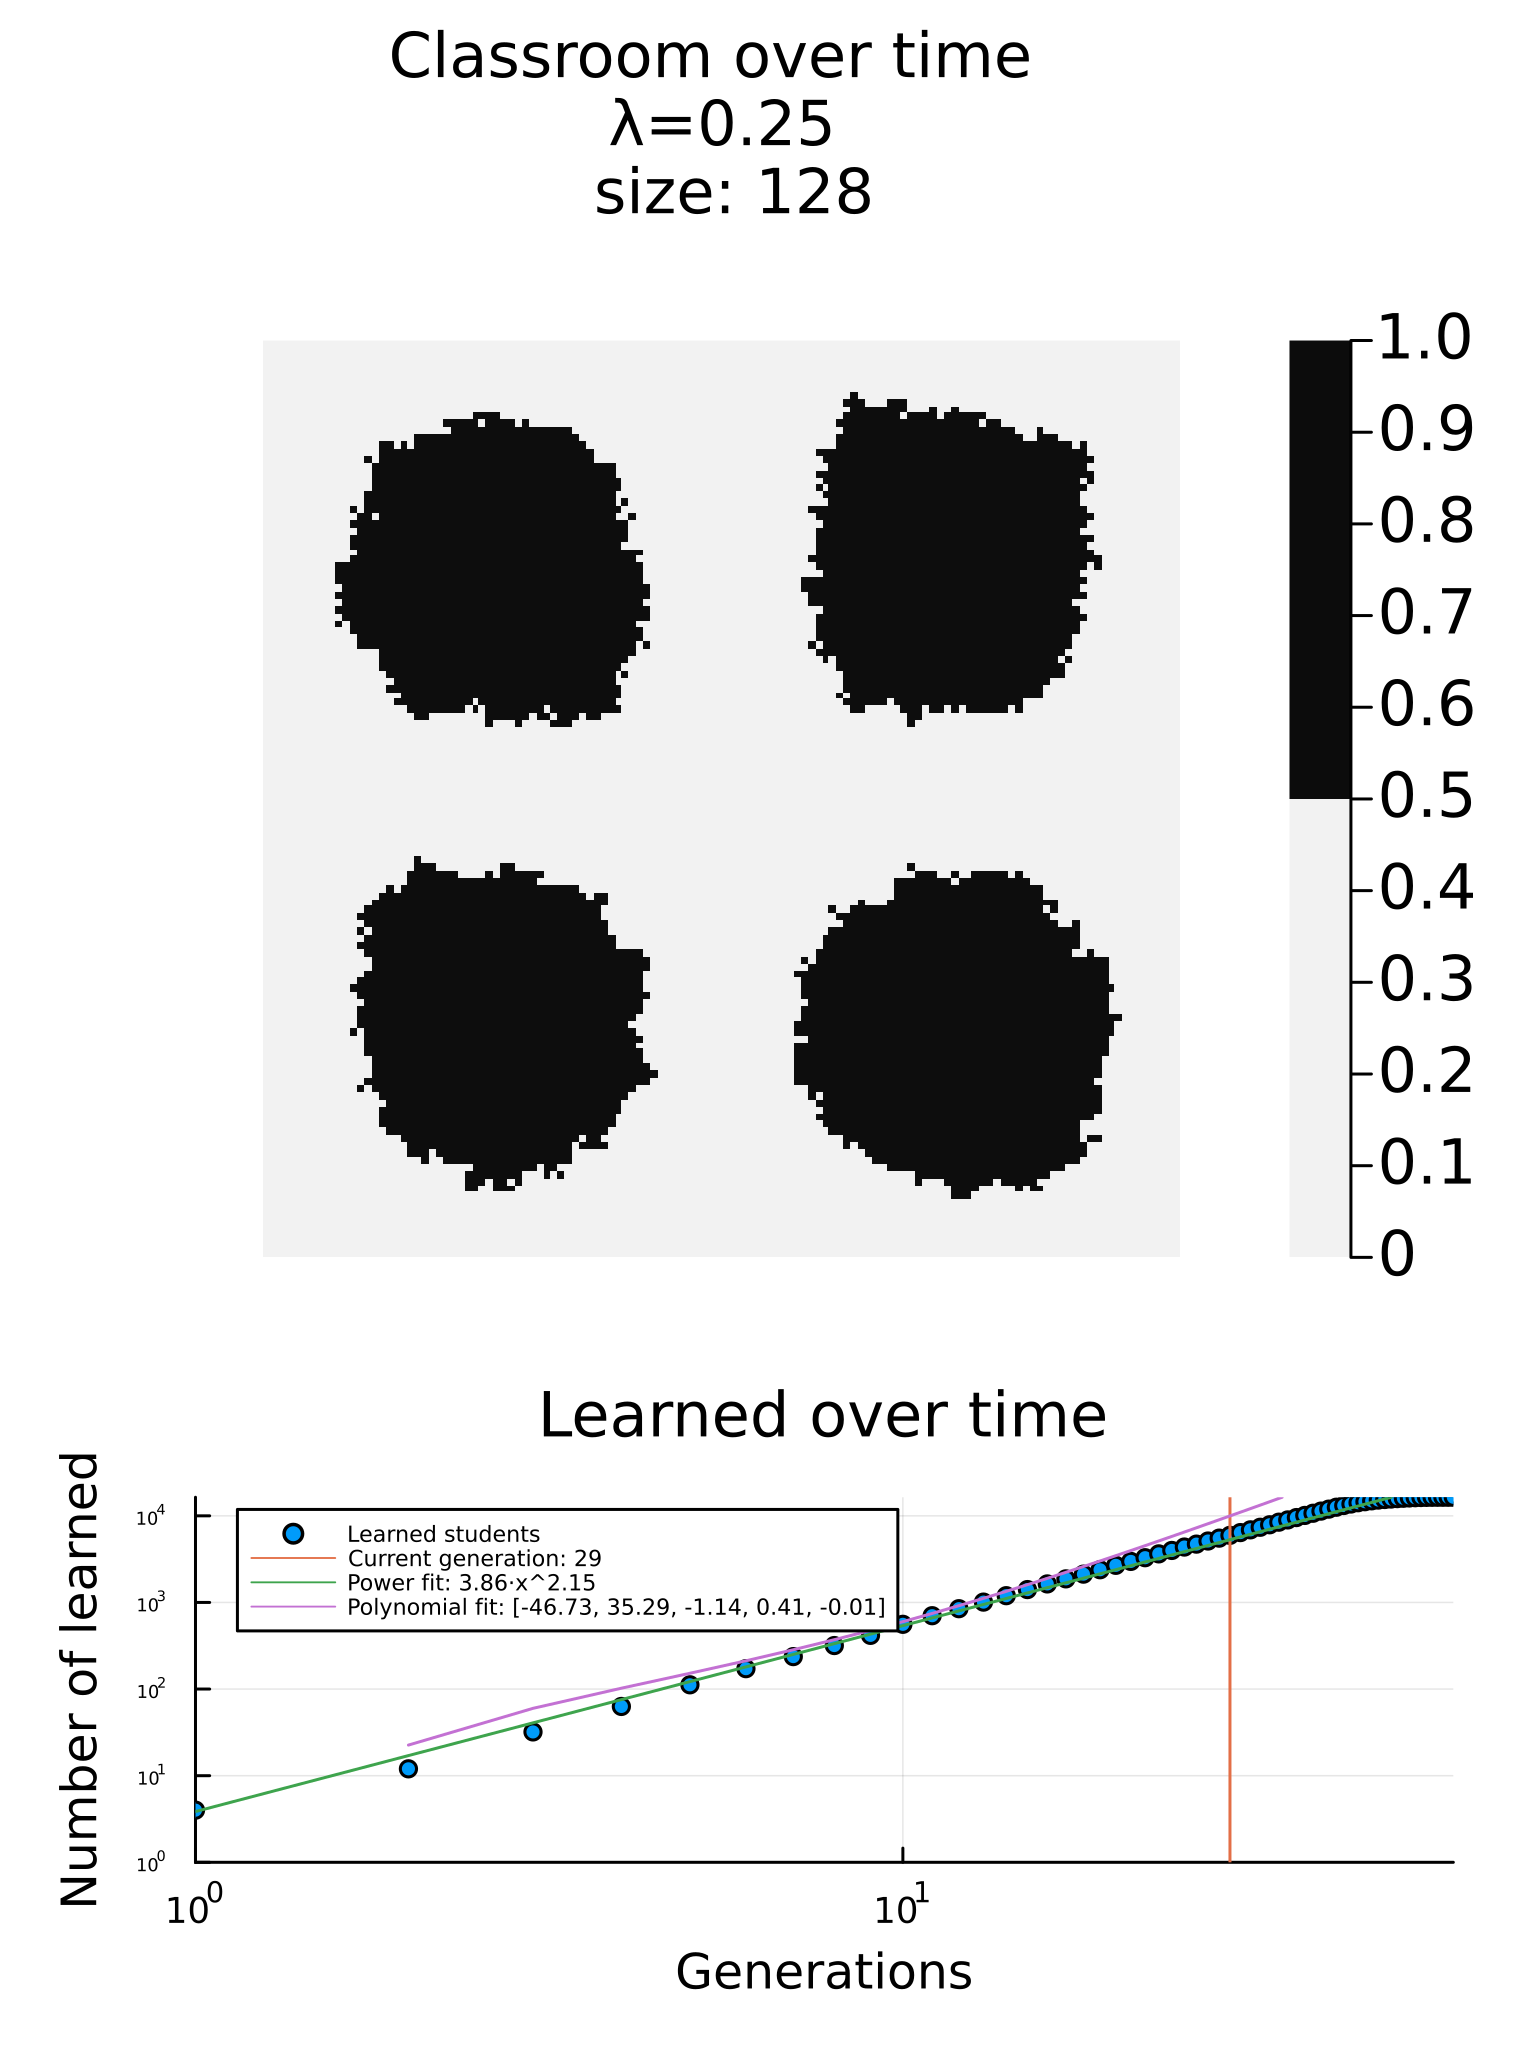 Classroom over time
λ=0.25
size: 128
1.0
0.9
0.8
0.7
0.6
0.5
0.4
0.3
0.2
0.1
0
Learned over time
Number of learned
10^4
10^3
10^2
10^1
10^0
Learned students
Current generation: 29
Power fit: 3.86·x^2.15
Polynomial fit: [-46.73, 35.29, -1.14, 0.41, -0.01]
10^0 10^1
Generations